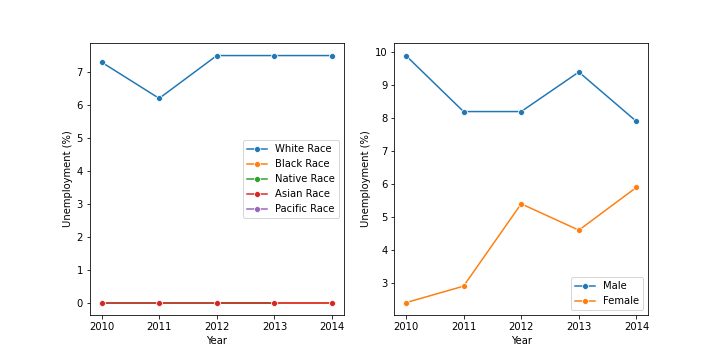 Unemployment (%)
7
6
5
4
3
2
1
0
2010 2011 2012 2013 2014
Year
White Race
Black Race
Native Race
Asian Race
Pacific Race
Unemployment (%)
10
9
8
7
6
5
4
3
2010 2011 2012 2013 2014
Year
Male
Female